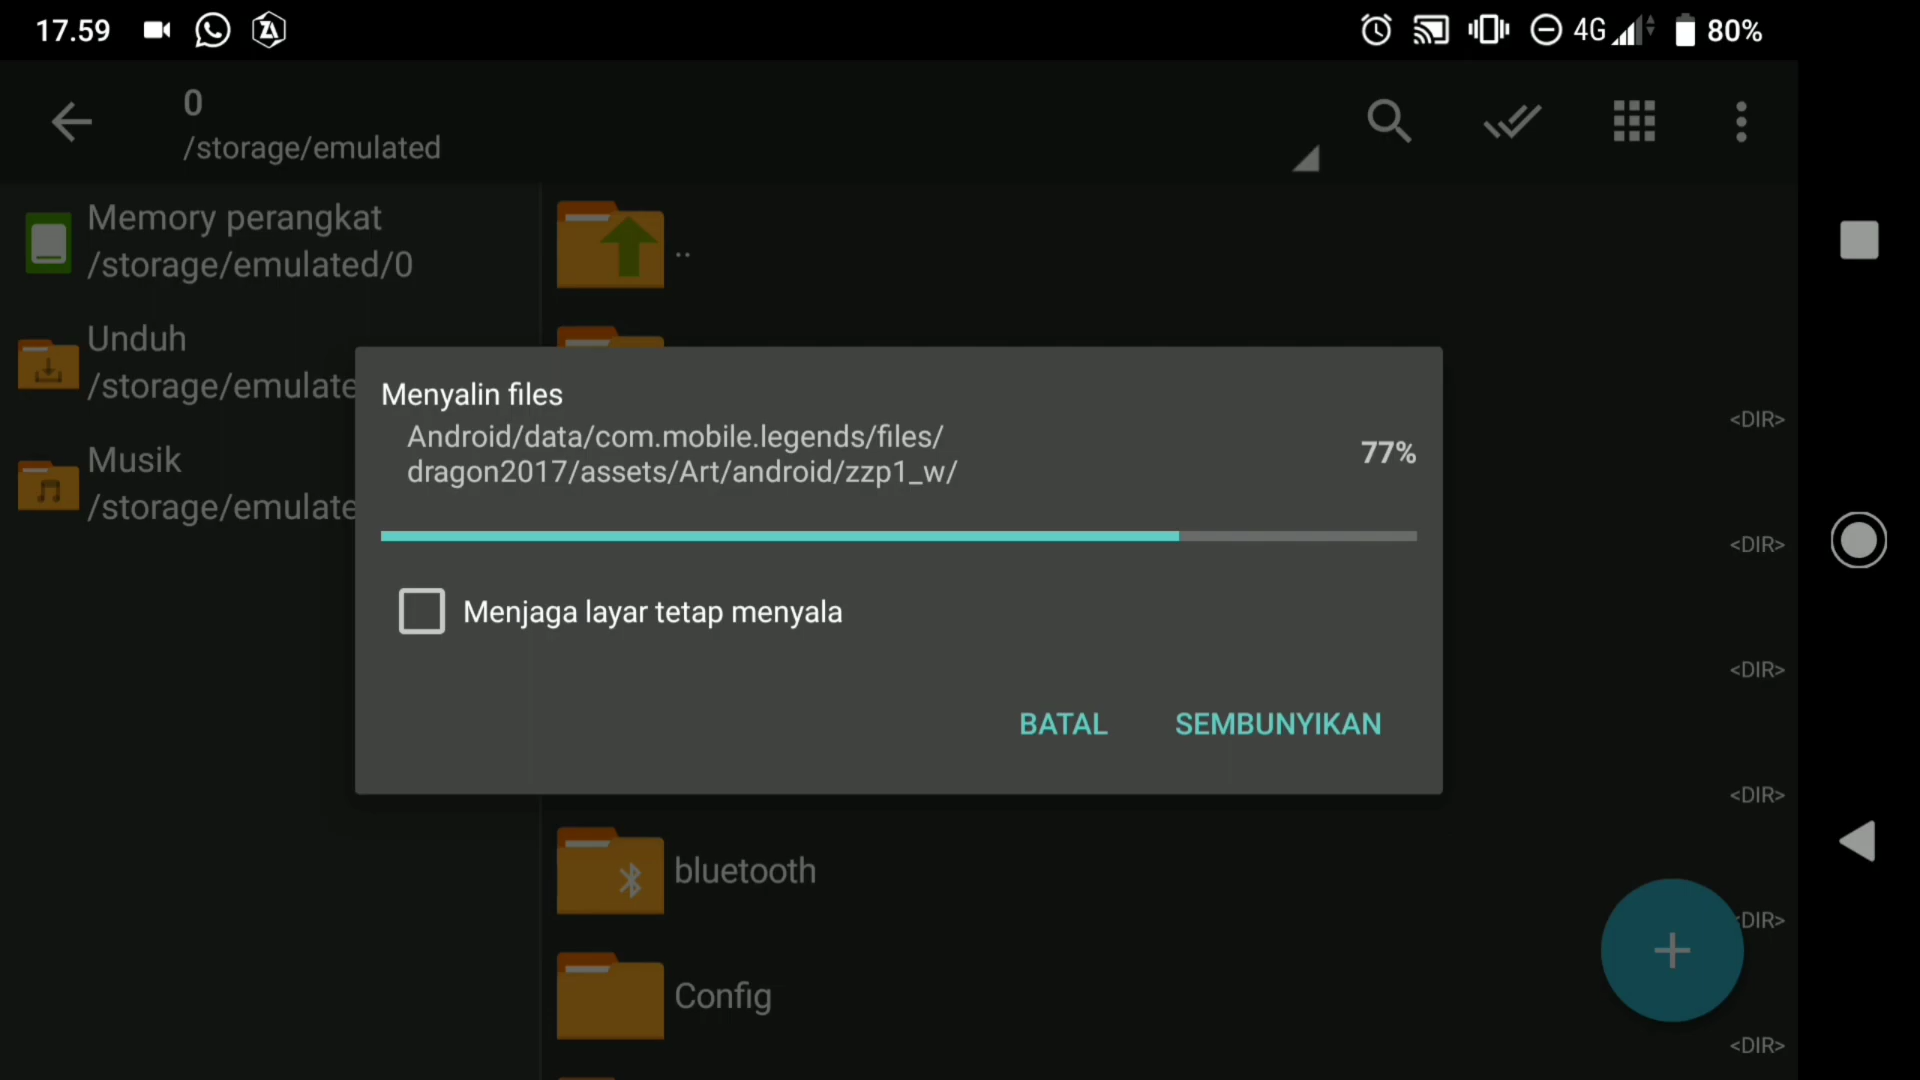 17.59
4G
80%
0
/storage/emulated
Memory perangkat
/storage/emulated/0
Unduh
/storage/emulate
Musik
/storage/emulate
..
Menyalin files
Android/data/com.mobile.legends/files/
dragon2017/assets/Art/android/zzp1_w/
77%
Menjaga layar tetap menyala
BATAL
SEMBUNYIKAN
<DIR>
<DIR>
<DIR>
<DIR>
bluetooth
<DIR>
Config
<DIR>